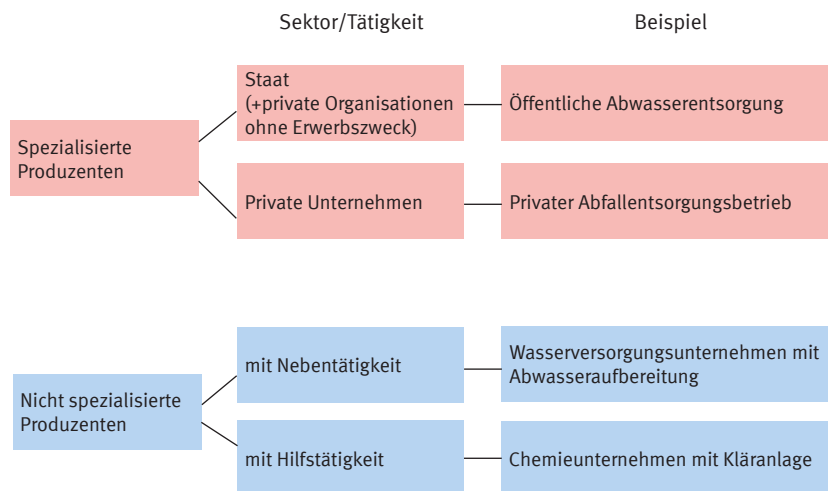 Sektor/Tätigkeit
Beispiel
Spezialisierte
Produzenten
Staat
(+private Organisationen
ohne Erwerbszweck)
Öffentliche Abwasserentsorgung
Private Unternehmen
Privater Abfallentsorgungsbetrieb
Nicht spezialisierte
Produzenten
mit Nebentätigkeit
Wasserversorgungsunternehmen mit
Abwasseraufbereitung
mit Hilfstätigkeit
Chemieunternehmen mit Kläranlage